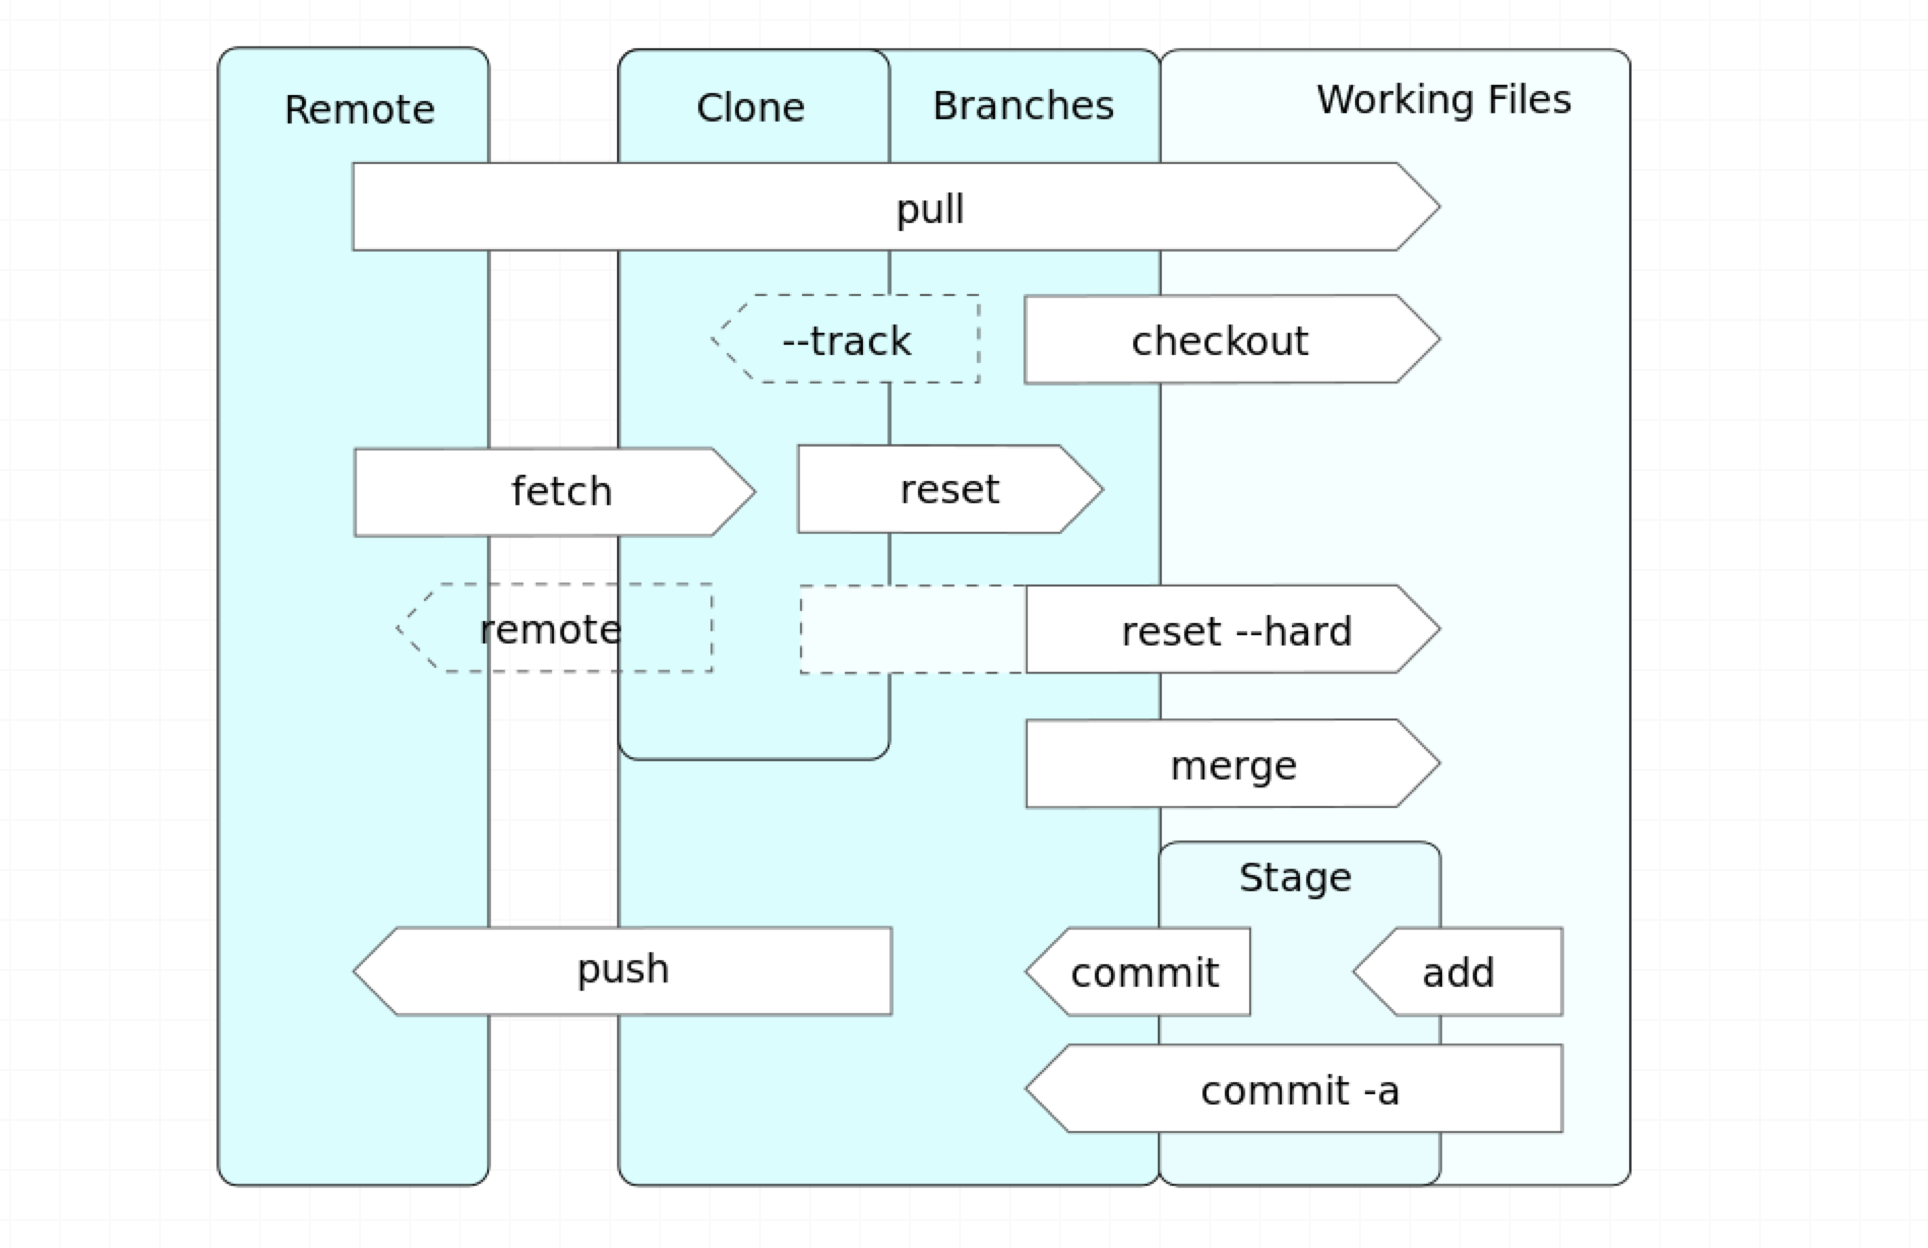 Remote
Clone
Branches
Working Files
pull
--track
checkout
fetch
reset
remote
reset --hard
merge
Stage
push
commit
add
commit -a